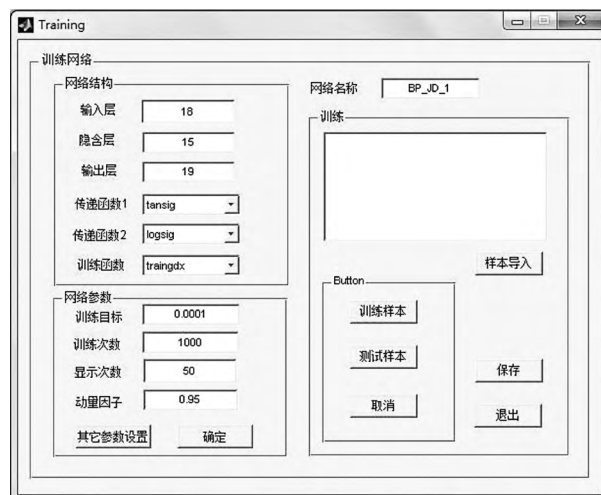 Training
训练网络
网络结构
输入层 18
隐含层 15
输出层 19
传递函数1 tansig
传递函数2 logsig
训练函数 traingdx
网络参数
训练目标 0.0001
训练次数 1000
显示次数 50
动量因子 0.95
其它参数设置 确定
网络名称 BP_JD_1
训练
样本导入
Button
训练样本
测试样本
取消
保存
退出